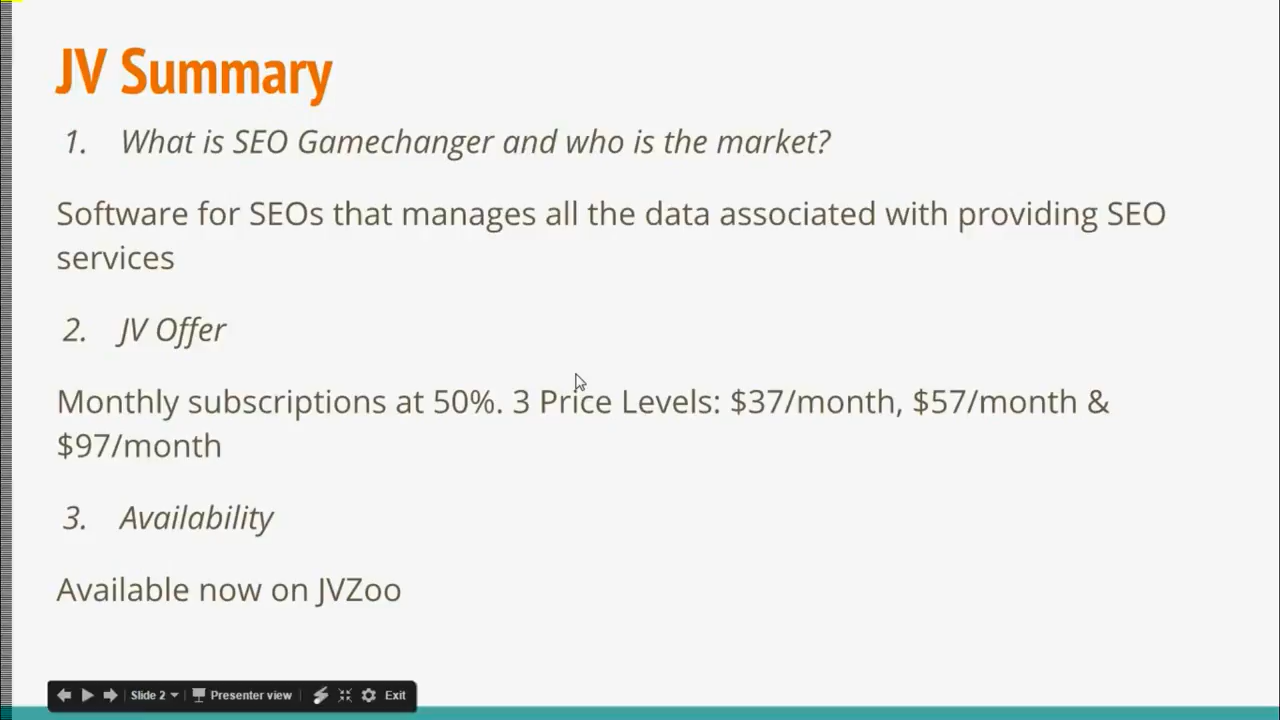 JV Summary
1. What is SEO Gamechanger and who is the market?
Software for SEOs that manages all the data associated with providing SEO
services
2. JV Offer
Monthly subscriptions at 50%. 3 Price Levels: $37/month, $57/month &
$97/month
3. Availability
Available now on JVZoo
Slide 2 Presenter view Exit